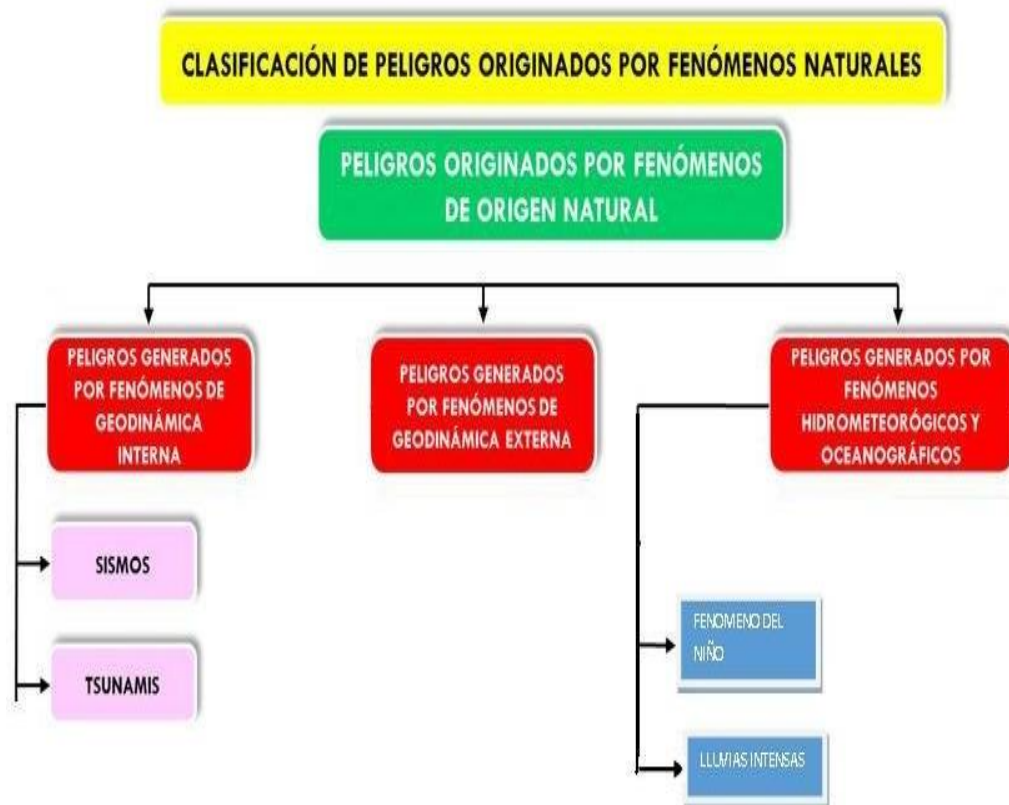 CLASIFICACIÓN DE PELIGROS ORIGINADOS POR FENÓMENOS NATURALES
PELIGROS ORIGINADOS POR FENÓMENOS
DE ORIGEN NATURAL
PELIGROS GENERADOS
POR FENÓMENOS DE
GEODINÁMICA
INTERNA
SISMOS
TSUNAMIS
PELIGROS GENERADOS
POR FENÓMENOS DE
GEODINÁMICA EXTERNA
PELIGROS GENERADOS POR
FENÓMENOS
HIDROMETEORÓGICOS Y
OCEANOGRÁFICOS
FENOMENO DEL
NIÑO
LLUVIAS INTENSAS